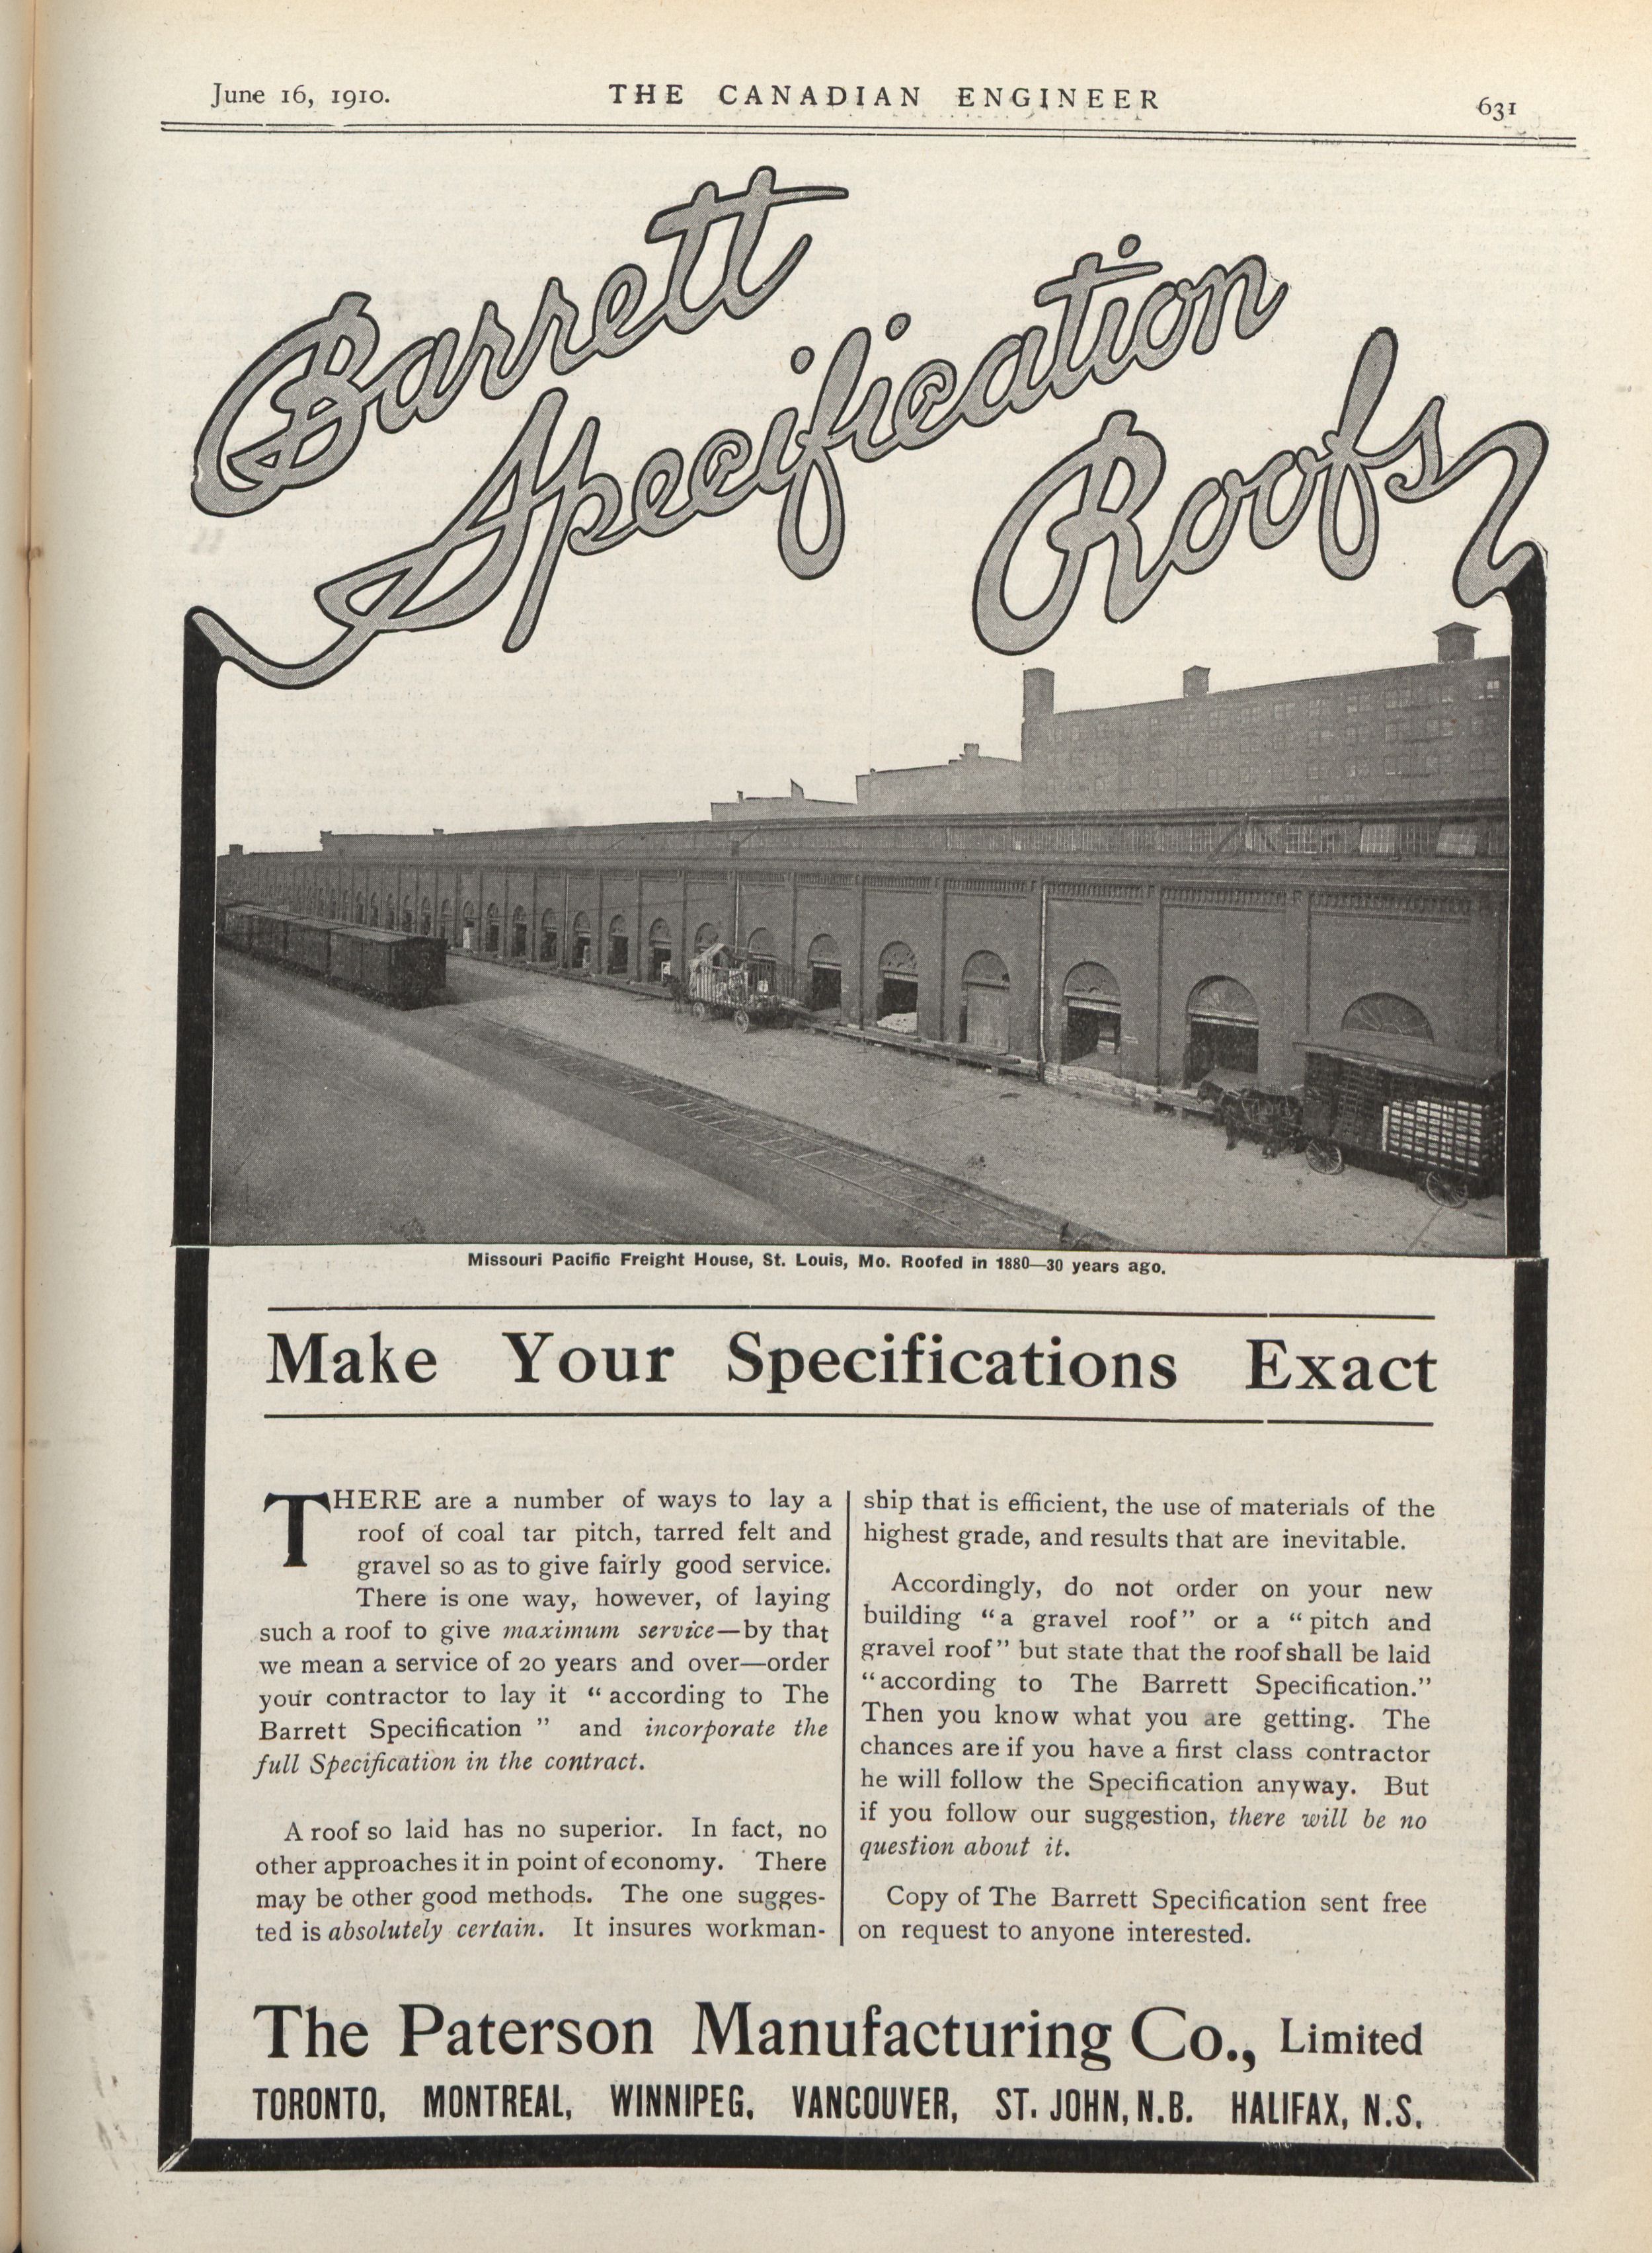 June 16, 1910.
THE CANADIAN ENGINEER
631
Barrett
Specification
Roofs
Missouri Pacific Freight House, St. Louis, Mo. Roofed in 1880—30 years ago.
Make Your Specifications Exact
THERE are a number of ways to lay a
roof of coal tar pitch, tarred felt and
gravel so as to give fairly good service.
There is one way, however, of laying
such a roof to give maximum service—by that
we mean a service of 20 years and over—order
your contractor to lay it "according to The
Barrett Specification" and incorporate the
full Specification in the contract.
A roof so laid has no superior. In fact, no
other approaches it in point of economy. There
may be other good methods. The one sugges-
ted is absolutely certain. It insures workman-
ship that is efficient, the use of materials of the
highest grade, and results that are inevitable.
Accordingly, do not order on your new
building "a gravel roof" or a "pitch and
gravel roof" but state that the roof shall be laid
"according to The Barrett Specification."
Then you know what you are getting. The
chances are if you have a first class contractor
he will follow the Specification anyway. But
if you follow our suggestion, there will be no
question about it.
Copy of The Barrett Specification sent free
on request to anyone interested.
The Paterson Manufacturing Co., Limited
TORONTO, MONTREAL, WINNIPEG, VANCOUVER, ST. JOHN, N.B. HALIFAX, N.S.